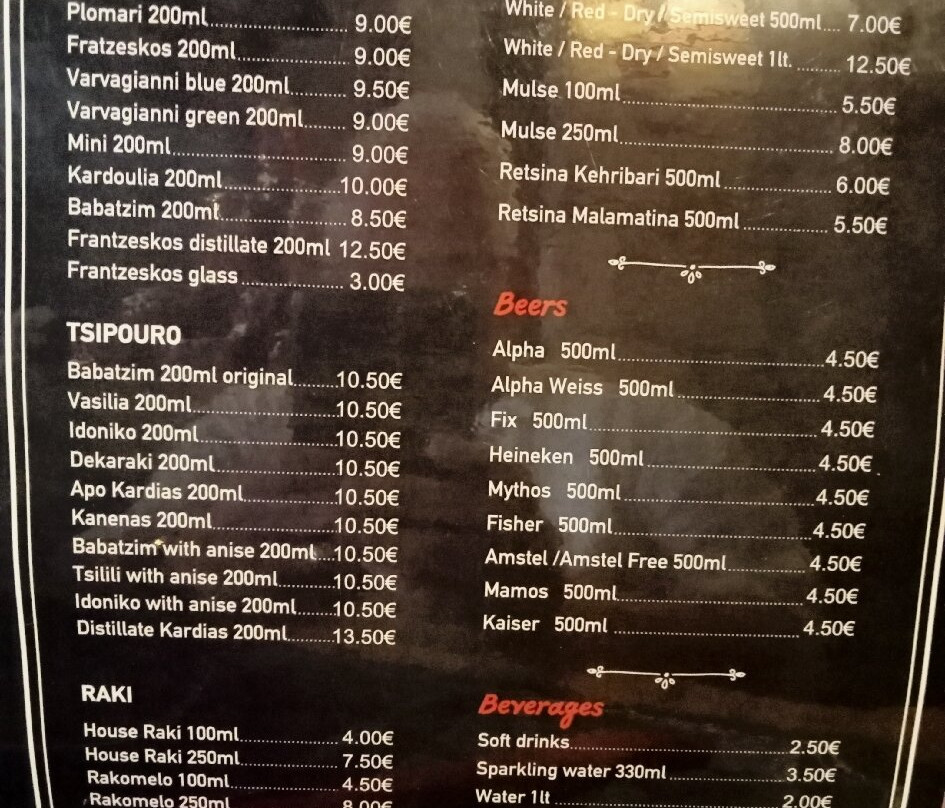 Plomari 200ml 9.00€
Fratzeskos 200ml 9.00€
Varvagianni blue 200ml 9.50€
Varvagianni green 200ml 9.00€
Mini 200ml 9.00€
Kardoulia 200ml 10.00€
Babatzim 200ml 8.50€
Frantzeskos distillate 200ml 12.50€
Frantzeskos glass 3.00€
TSIPOURO
Babatzim 200ml original 10.50€
Vasilia 200ml 10.50€
Idoniko 200ml 10.50€
Dekaraki 200ml 10.50€
Apo Kardias 200ml 10.50€
Kanenas 200ml 10.50€
Babatzim with anise 200ml 10.50€
Tsilili with anise 200ml 10.50€
Idoniko with anise 200ml 10.50€
Distillate Kardias 200ml 13.50€
RAKI
House Raki 100ml 4.00€
House Raki 250ml 7.50€
Rakomelo 100ml 4.50€
Rakomelo 250ml 8.00€
White / Red - Dry / Semisweet 500ml 7.00€
White / Red - Dry / Semisweet 1lt. 12.50€
Mulse 100ml 5.50€
Mulse 250ml 8.00€
Retsina Kehribari 500ml 6.00€
Retsina Malamatina 500ml 5.50€
Beers
Alpha 500ml 4.50€
Alpha Weiss 500ml 4.50€
Fix 500ml 4.50€
Heineken 500ml 4.50€
Mythos 500ml 4.50€
Fisher 500ml 4.50€
Amstel /Amstel Free 500ml 4.50€
Mamos 500ml 4.50€
Kaiser 500ml 4.50€
Beverages
Soft drinks 2.50€
Sparkling water 330ml 3.50€
Water 1lt 2.00€